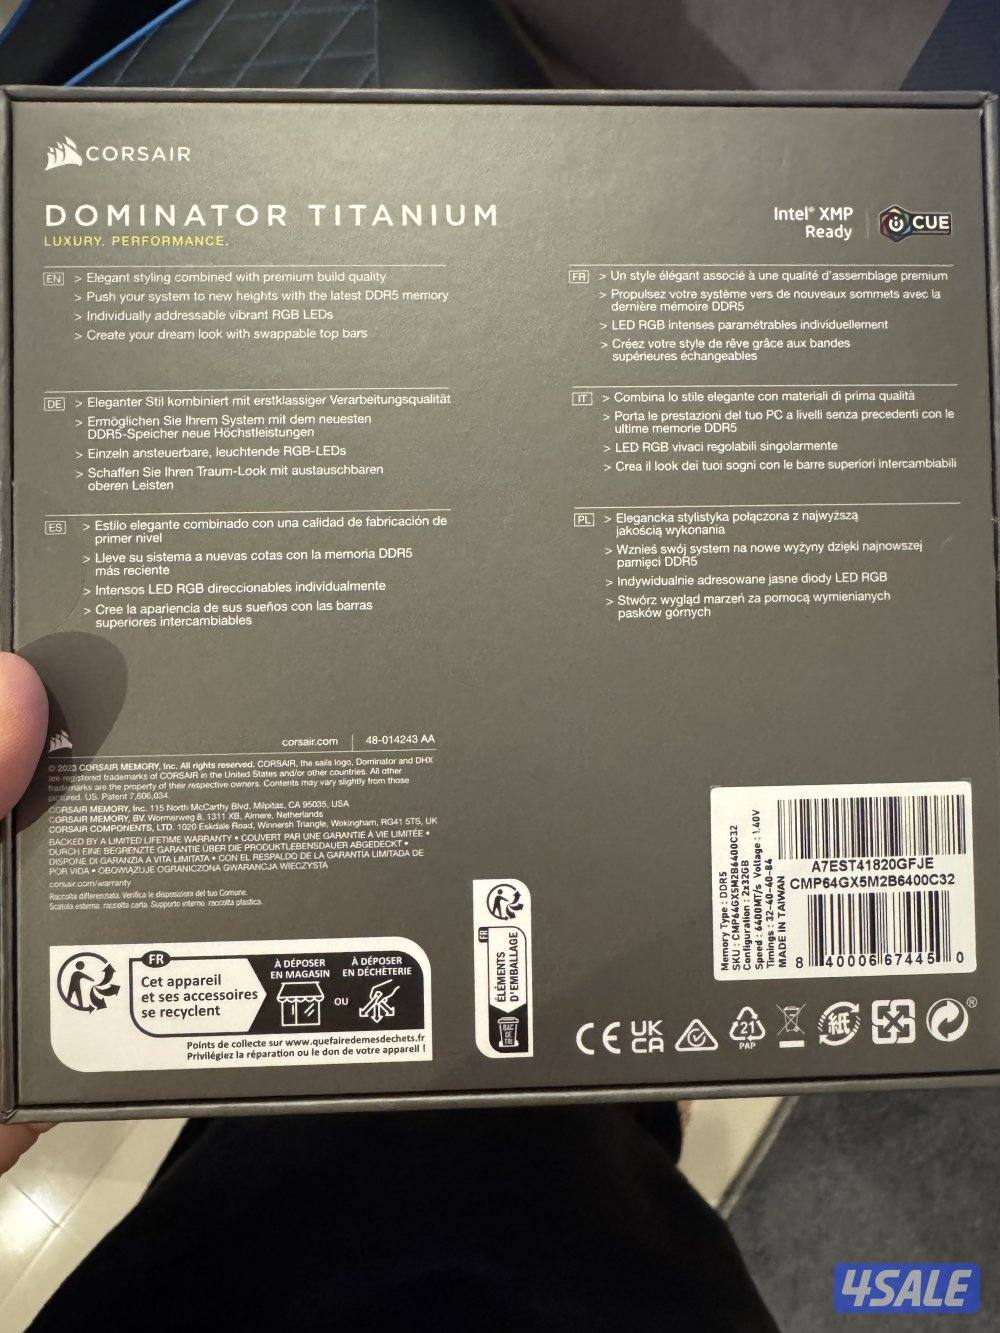 CORSAIR
DOMINATOR TITANIUM
LUXURY. PERFORMANCE.
Intel® XMP
Ready
iCUE
EN
> Elegant styling combined with premium build quality
> Push your system to new heights with the latest DDR5 memory
> Individually addressable vibrant RGB LEDs
> Create your dream look with swappable top bars
FR
> Un style élégant associé à une qualité d'assemblage premium
> Propulsez votre système vers de nouveaux sommets avec la
dernière mémoire DDR5
> LED RGB intenses paramétrables individuellement
> Créez votre style de rêve grâce aux bandes
supérieures échangeables
DE
> Eleganter Stil kombiniert mit erstklassiger Verarbeitungsqualität
> Ermöglichen Sie Ihrem System mit dem neuesten
DDR5-Speicher neue Höchstleistungen
> Einzeln ansteuerbare, leuchtende RGB-LEDs
> Schaffen Sie Ihren Traum-Look mit austauschbaren
oberen Leisten
IT
> Combina lo stile elegante con materiali di prima qualità
> Porta le prestazioni del tuo PC a livelli senza precedenti con le
ultime memorie DDR5
> LED RGB vivaci regolabili singolarmente
> Crea il look dei tuoi sogni con le barre superiori intercambiabili
ES
> Estilo elegante combinado con una calidad de fabricación de
primer nivel
> Lleve su sistema a nuevas cotas con la memoria DDR5
más reciente
> Intensos LED RGB direccionables individualmente
> Cree la apariencia de sus sueños con las barras
superiores intercambiables
PL
> Elegancka stylistyka połączona z najwyższą
jakością wykonania
> Wznieś swój system na nowe wyżyny dzięki najnowszej
pamięci DDR5
> Indywidualnie adresowane jasne diody LED RGB
> Stwórz wygląd marzeń za pomocą wymienianych
pasków górnych
corsair.com | 48-014243 AA
© 2023 CORSAIR MEMORY, Inc. All rights reserved. CORSAIR, the sails logo, Dominator and DHX
are registered trademarks of CORSAIR in the United States and/or other countries. All other
trademarks are the property of their respective owners. Contents may vary slightly from those
pictured. US. Patent 7,606,034.
CORSAIR MEMORY, Inc. 115 North McCarthy Blvd. Milpitas, CA 95035, USA
CORSAIR MEMORY, BV. Wormerweg 8, 1311 XB, Almere, Netherlands
CORSAIR COMPONENTS, LTD. 1020 Eskdale Road, Winnersh Triangle, Wokingham, RG41 5TS, UK
BACKED BY A LIMITED LIFETIME WARRANTY • COUVERT PAR UNE GARANTIE À VIE LIMITÉE •
DURCH EINE BEGRENZTE GARANTIE ÜBER DIE PRODUKTLEBENSDAUER ABGEDECKT •
DISPONE DI GARANZIA A VITA LIMITATA • CON EL RESPALDO DE LA GARANTÍA LIMITADA DE
POR VIDA • OBOWIĄZUJE OGRANICZONA GWARANCJA WIECZYSTA
corsair.com/warranty
Raccolta differenziata. Verifica le disposizioni del tuo Comune.
Scatola esterna: raccolta carta. Supporto interno: raccolta plastica.
FR
Cet appareil
et ses accessoires
se recyclent
À DÉPOSER
EN MAGASIN
OU
À DÉPOSER
EN DÉCHÈTERIE
Points de collecte sur www.quefairedemesdechets.fr
Privilégiez la réparation ou le don de votre appareil !
FR
ÉLÉMENTS
D'EMBALLAGE
BAC
DE
TRI
Memory Type : DDR5
SKU : CMP64GX5M2B6400C32
Configuration : 2x32GB
Speed : 6400MT/s Voltage : 1.40V
Timings : 32-40-40-84
MADE IN TAIWAN
A7EST41820GFJE
CMP64GX5M2B6400C32
8 40006 67445 0
CE
UK
CA
21
PAP
紙
®
4SALE